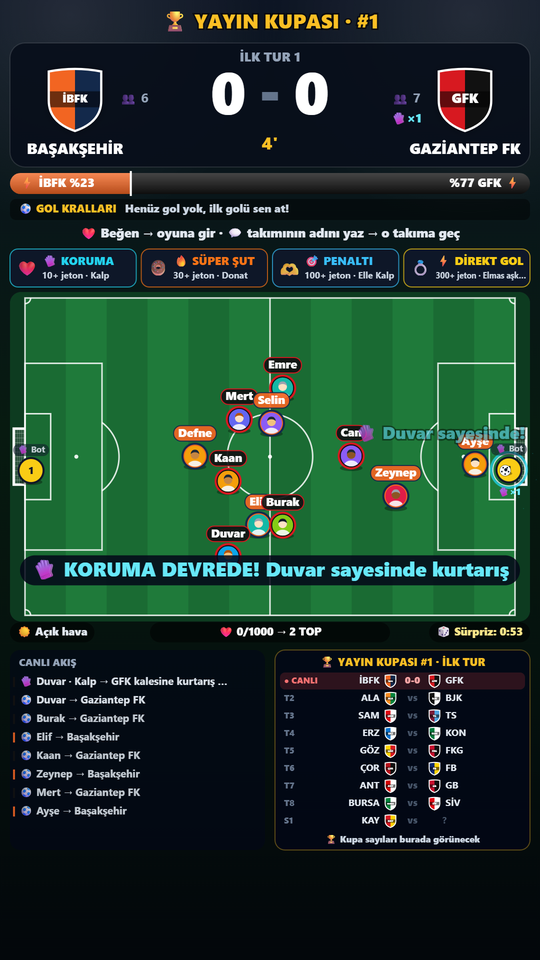 🏆 YAYIN KUPASI · #1
İLK TUR 1
İBFK
6
0 - 0
7
×1
GFK
BAŞAKŞEHİR
4'
GAZİANTEP FK
İBFK %23
%77 GFK
GOL KRALLARI Henüz gol yok, ilk golü sen at!
Beğen → oyuna gir · takımının adını yaz → o takıma geç
KORUMA
10+ jeton · Kalp
SÜPER ŞUT
30+ jeton · Donat
PENALTI
100+ jeton · Elle Kalp
DİREKT GOL
300+ jeton · Elmas aşk...
Emre
Mert
Selin
Defne
Can
Duvar sayesinde!
Ayşe
Bot
1
Bot
×1
Kaan
Zeynep
Burak
Duvar
KORUMA DEVREDE! Duvar sayesinde kurtarış
Açık hava
0/1000 → 2 TOP
Sürpriz: 0:53
CANLI AKIŞ
Duvar · Kalp → GFK kalesine kurtarış ...
Duvar → Gaziantep FK
Burak → Gaziantep FK
Elif → Başakşehir
Kaan → Gaziantep FK
Zeynep → Başakşehir
Mert → Gaziantep FK
Ayşe → Başakşehir
YAYIN KUPASI #1 · İLK TUR
• CANLI İBFK 0-0 GFK
T2 ALA vs BJK
T3 SAM vs TS
T4 ERZ vs KON
T5 GÖZ vs FKG
T6 ÇOR vs FB
T7 ANT vs GB
T8 BURSA vs SİV
S1 KAY vs ?
Kupa sayıları burada görünecek